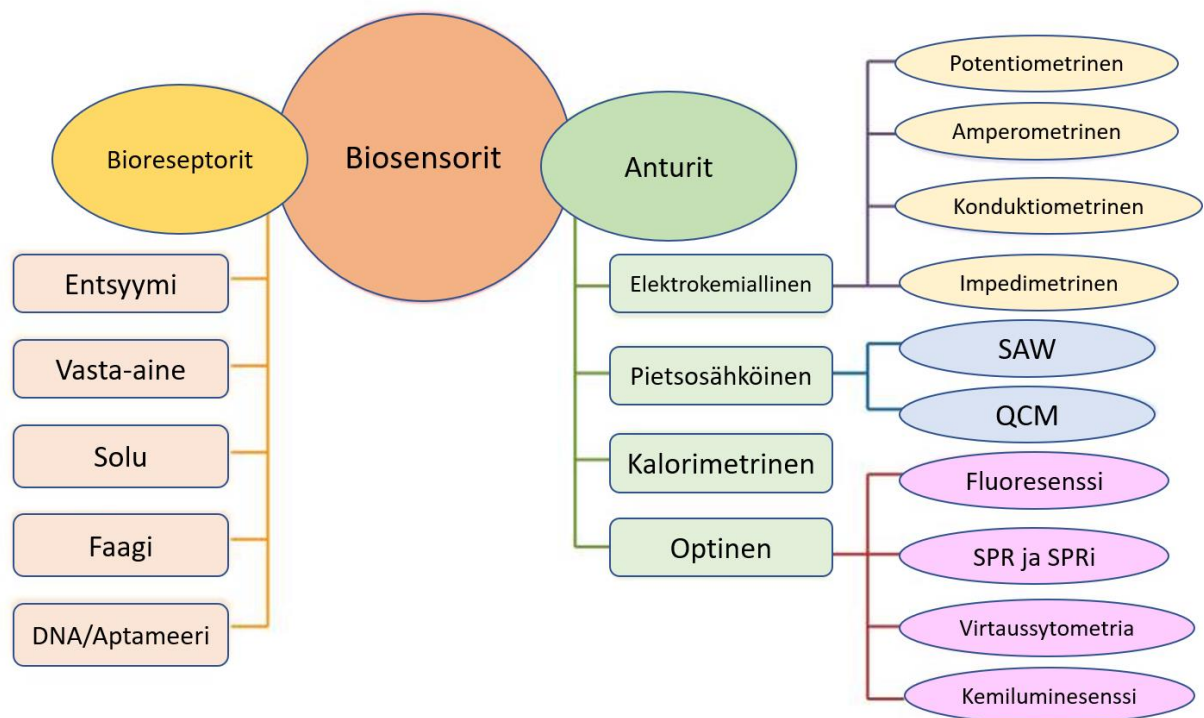 Biosensorit
Bioreseptorit
Entsyymi
Vasta-aine
Solu
Faagi
DNA/Aptameeri
Anturit
Elektrokemiallinen
Potentiometrinen
Amperometrinen
Konduktiometrinen
Impedimetrinen
Pietsosähköinen
SAW
QCM
Kalorimetrinen
Optinen
Fluoresenssi
SPR ja SPRi
Virtaussytometria
Kemiluminesenssi